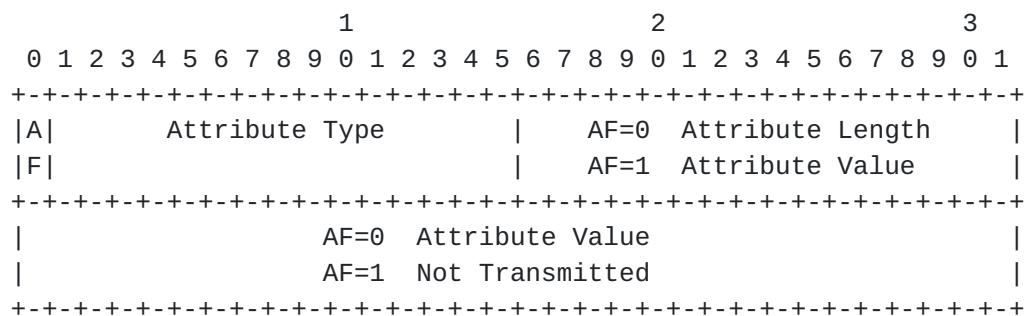 1                   2                   3
 0 1 2 3 4 5 6 7 8 9 0 1 2 3 4 5 6 7 8 9 0 1 2 3 4 5 6 7 8 9 0 1
+-+-+-+-+-+-+-+-+-+-+-+-+-+-+-+-+-+-+-+-+-+-+-+-+-+-+-+-+-+-+-+-+
|A|       Attribute Type        |    AF=0  Attribute Length     |
|F|                             |    AF=1  Attribute Value      |
+-+-+-+-+-+-+-+-+-+-+-+-+-+-+-+-+-+-+-+-+-+-+-+-+-+-+-+-+-+-+-+-+
|                   AF=0  Attribute Value                       |
|                   AF=1  Not Transmitted                       |
+-+-+-+-+-+-+-+-+-+-+-+-+-+-+-+-+-+-+-+-+-+-+-+-+-+-+-+-+-+-+-+-+